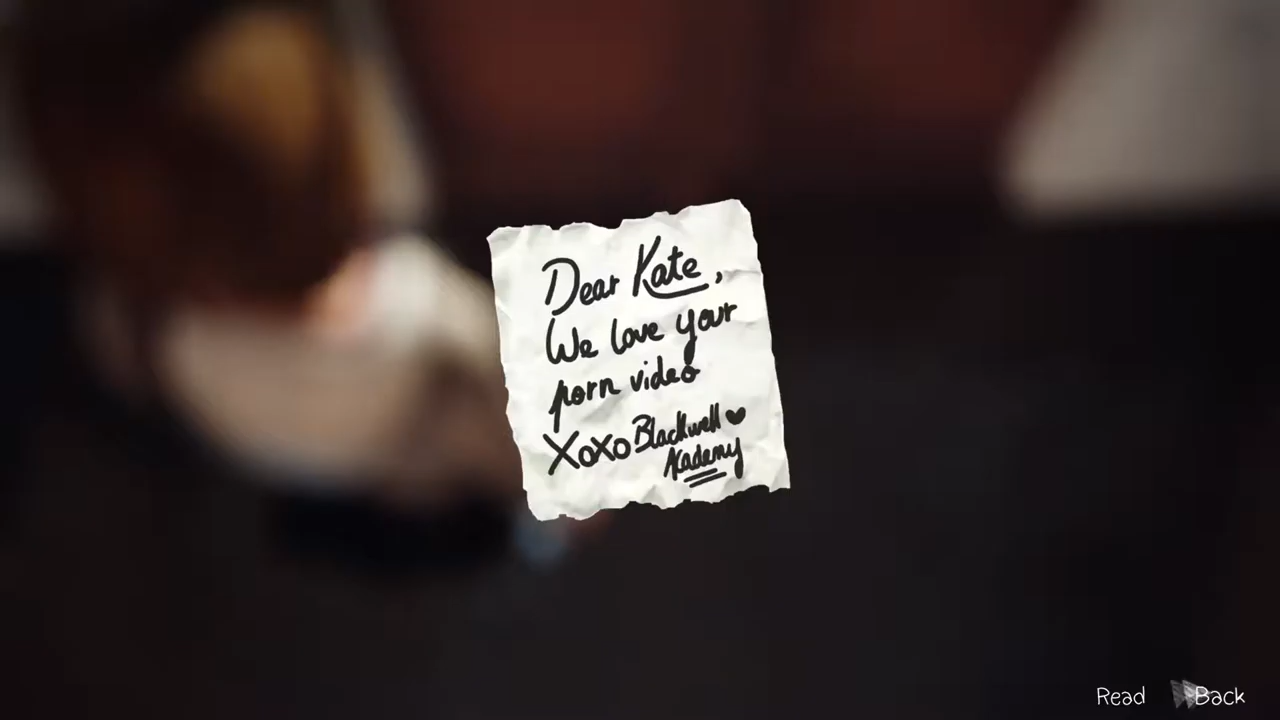 Dear Kate,
We love your
porn video
XoXo Blackwell
Academy
Read
Back